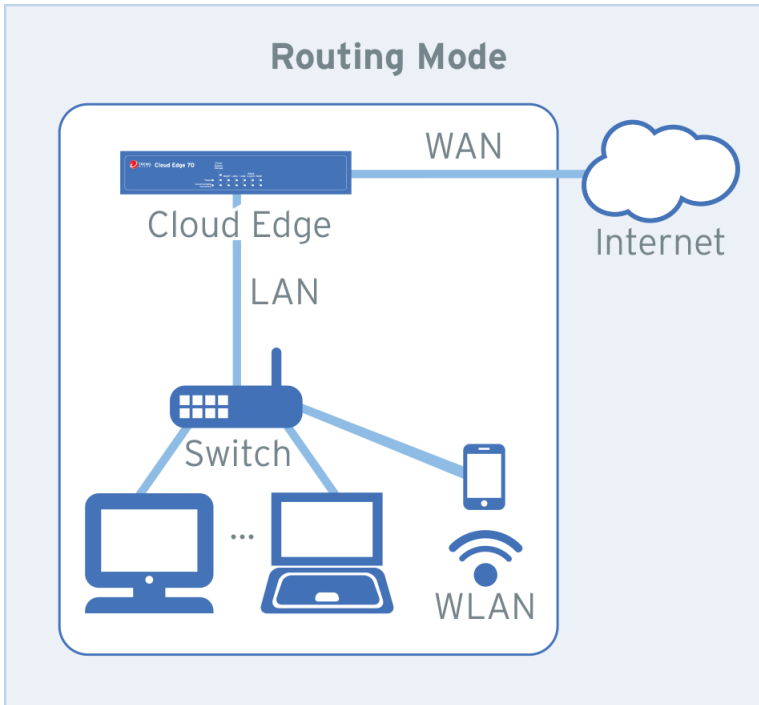 Routing Mode
WAN
Cloud Edge 70
Cloud Edge
Internet
LAN
Switch
...
WLAN